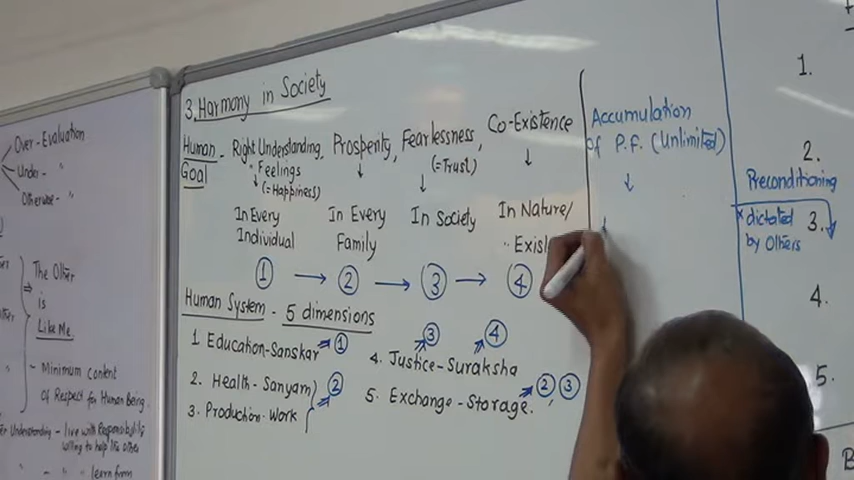 Over-Evaluation
Under- "
Otherwise- "
The Other
⇒ is
Like Me.
~ Minimum content
of Respect for Human Being.
Understanding - live with Responsibility
willing to help the other
learn from
3. Harmony in Society
Human Goal - Right Understanding, Prosperity, Fearlessness, Co-Existence
Feelings (=Trust)
(=Happiness)
In Every Individual
In Every Family
In Society
In Nature/
① → ② → ③ → ④
Human System - 5 dimensions
1 Education-Sanskar → ①
2. Health-Sanyam
3. Production-Work
②
4. Justice-Suraksha
③ ④
5. Exchange-Storage. ② ③
Accumulation
of P.F. (Unlimited)
↓
Preconditioning
* dictated
by Others
1.
2.
3.
4.
5.